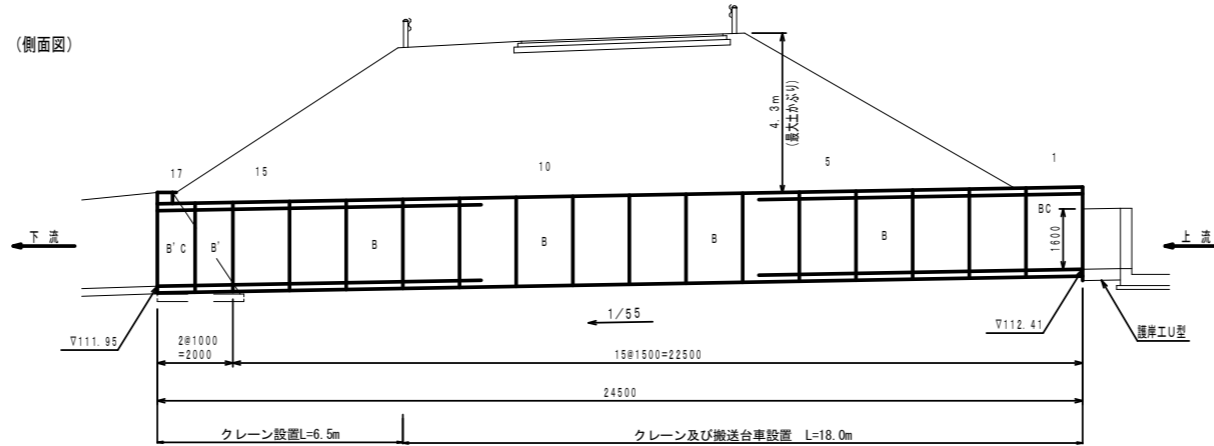 (側面図)
4.3m
(最大土かぶり)
17
15
10
5
1
B'C
B'
B
B
B
B
BC
1600
下流
上流
1/55
▽111.95
▽112.41
護岸工U型
2@1000
=2000
15@1500=22500
24500
クレーン設置L=6.5m
クレーン及び搬送台車設置 L=18.0m